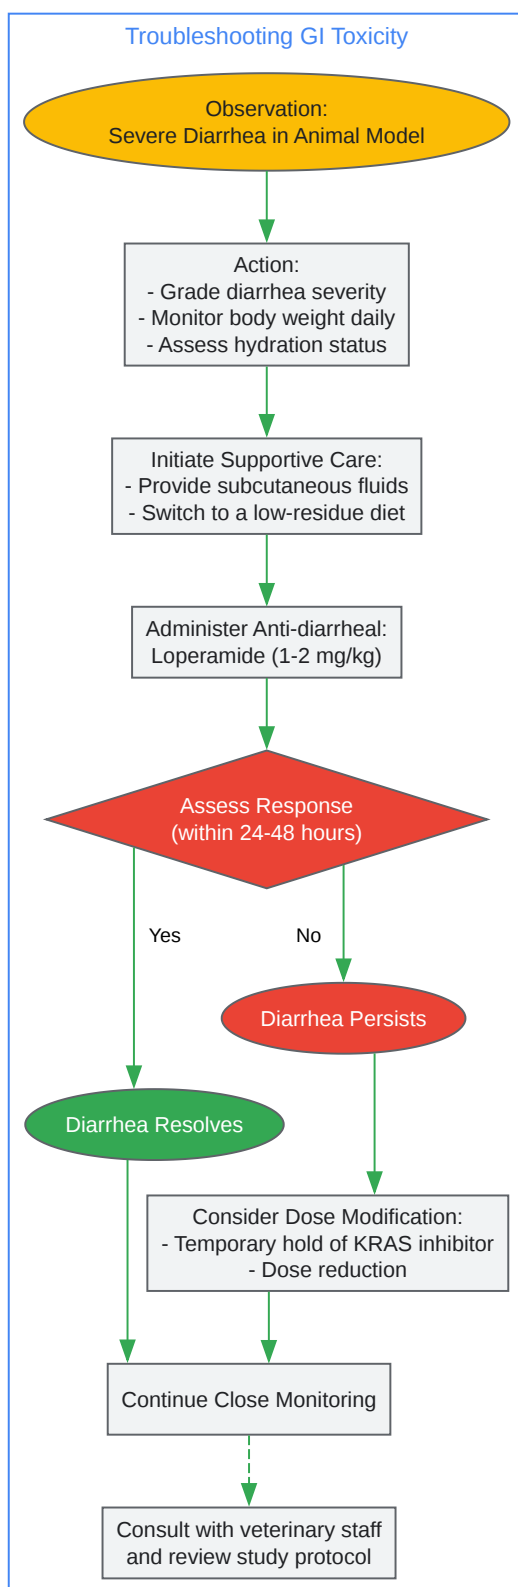 Troubleshooting GI Toxicity
Observation:
Severe Diarrhea in Animal Model
Action:
- Grade diarrhea severity
- Monitor body weight daily
- Assess hydration status
Initiate Supportive Care:
- Provide subcutaneous fluids
- Switch to a low-residue diet
Administer Anti-diarrheal:
Loperamide (1-2 mg/kg)
Assess Response
(within 24-48 hours)
Yes
No
Diarrhea Persists
Diarrhea Resolves
Consider Dose Modification:
- Temporary hold of KRAS inhibitor
- Dose reduction
Continue Close Monitoring
Consult with veterinary staff
and review study protocol